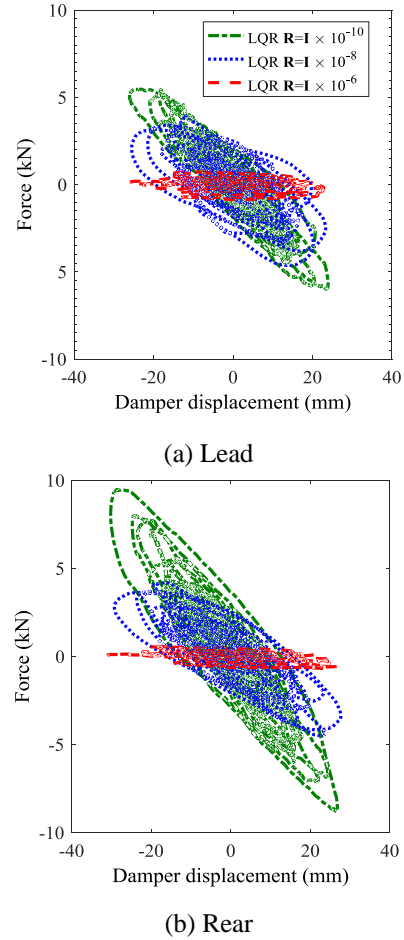 10
LQR R=I × 10^-10
LQR R=I × 10^-8
LQR R=I × 10^-6
5
0
5
-10
-40 -20 0 20 40
Force (kN)
Damper displacement (mm)
(a) Lead
10
5
0
-5
-10
-40 -20 0 20 40
Force (kN)
Damper displacement (mm)
(b) Rear